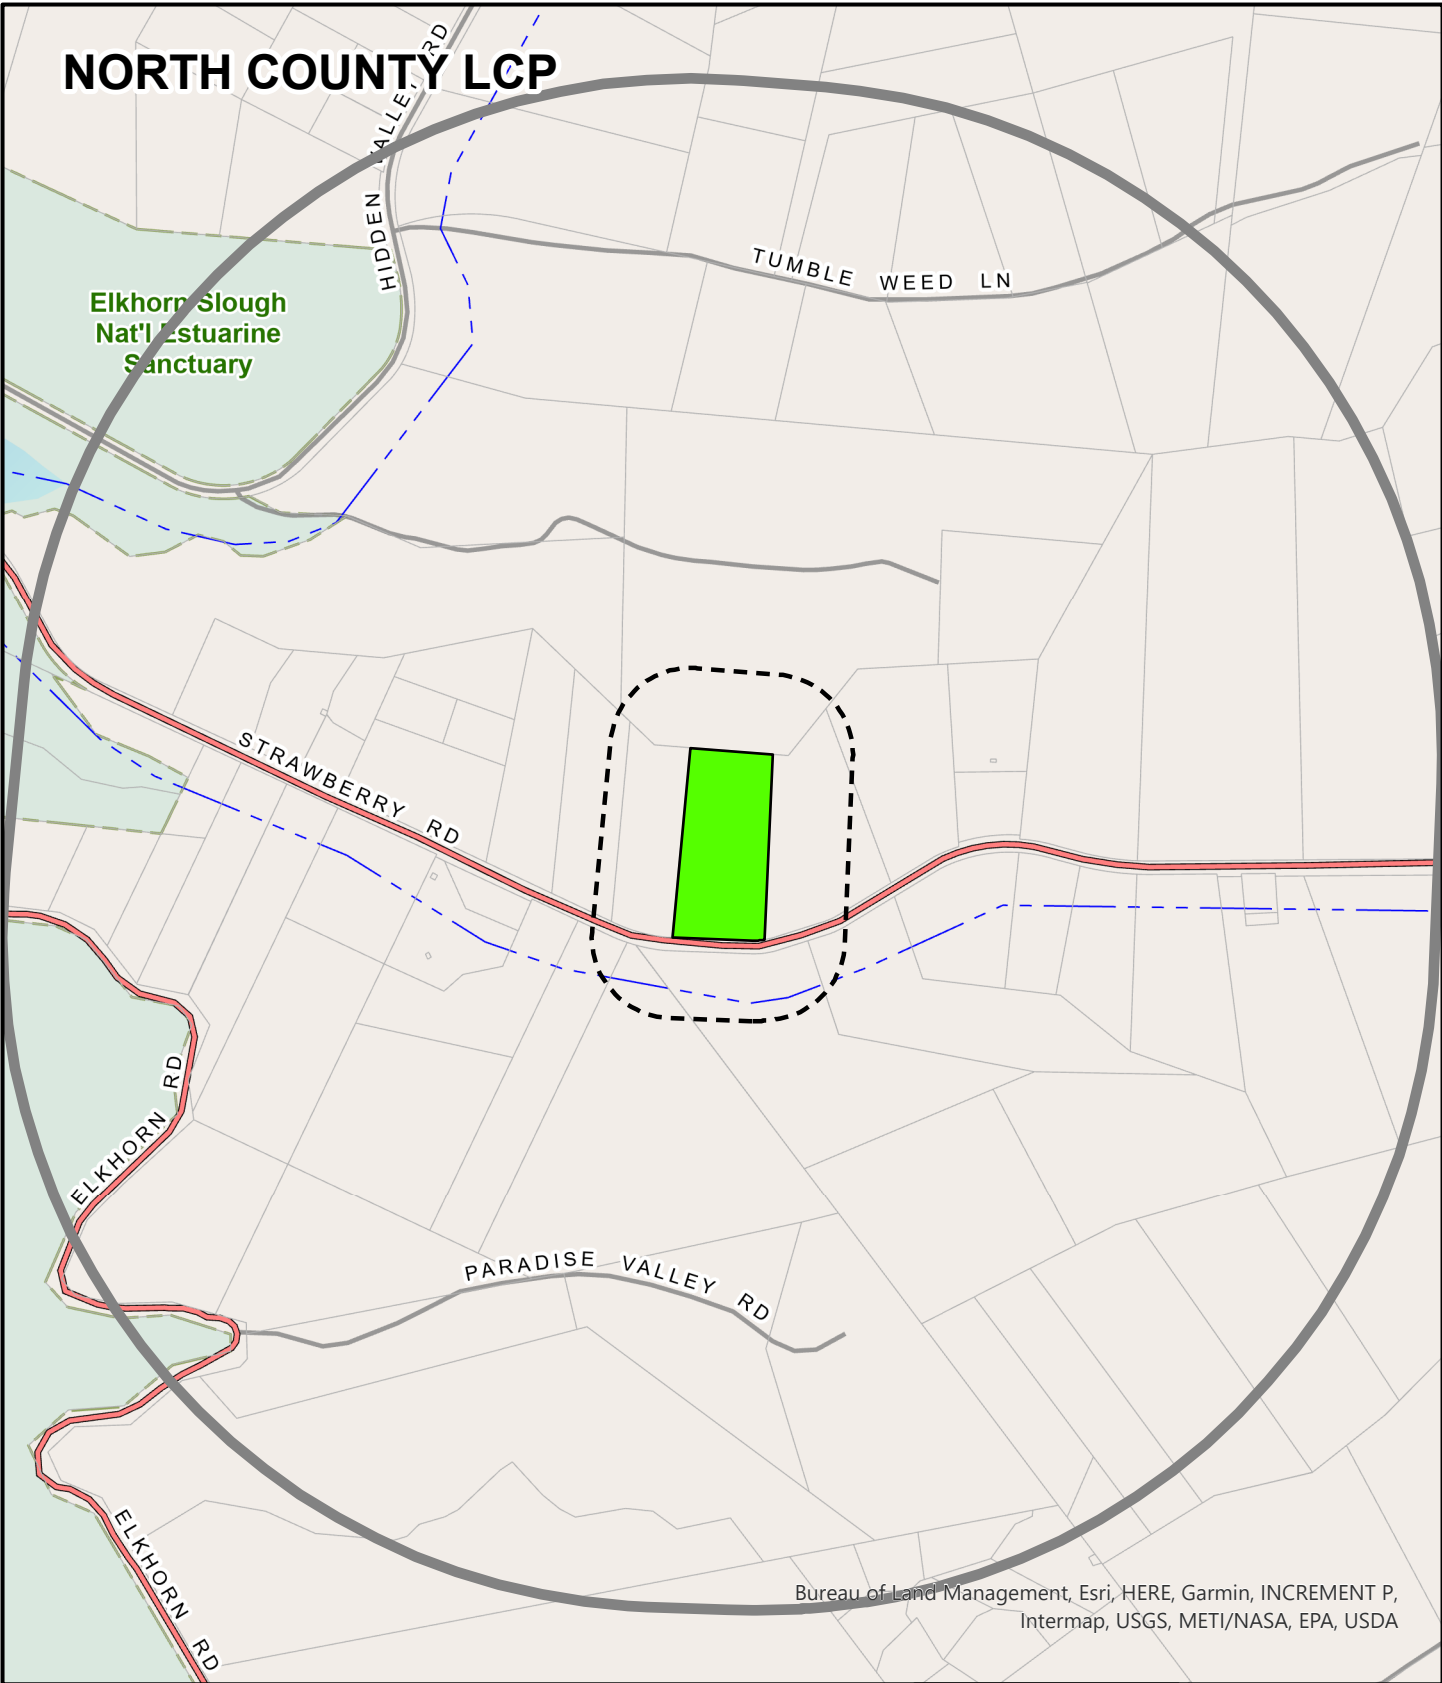 NORTH COUNTY LCP
HIDDEN VALLEY RD
TUMBLE WEED LN
Elkhorn Slough
Nat'l Estuarine
Sanctuary
STRAWBERRY RD
ELKHORN RD
PARADISE VALLEY RD
ELKHORN RD
Bureau of Land Management, Esri, HERE, Garmin, INCREMENT P,
Intermap, USGS, METI/NASA, EPA, USDA